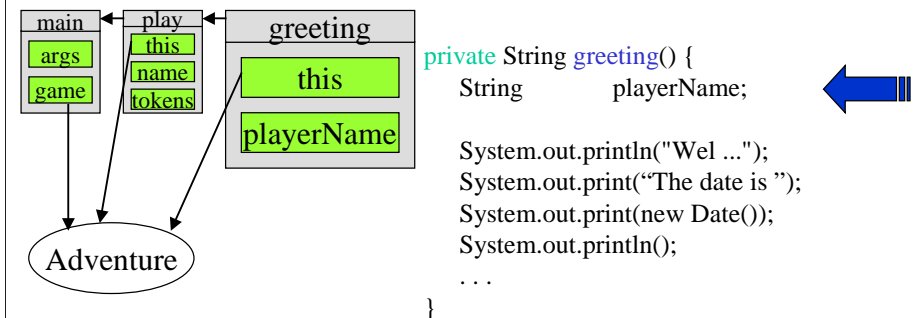 main
args
game
play
this
name
tokens
greeting
this
playerName
Adventure
private String greeting() {
String playerName;
System.out.println("Wel ...");
System.out.print(“The date is ”);
System.out.print(new Date());
System.out.println();
. . .
}